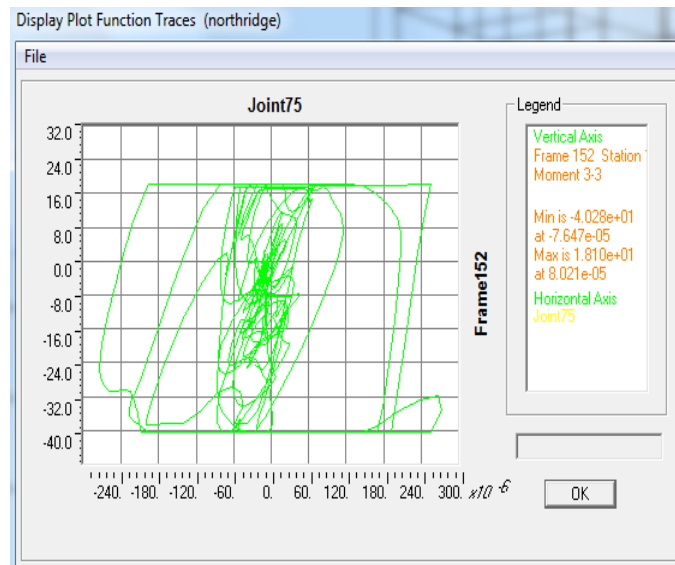 Display Plot Function Traces (northridge)
File
Joint75
Legend
32.0
24.0
16.0
8.0
0.0
-8.0
-16.0
-24.0
-32.0
-40.0
Frame152
Vertical Axis
Frame 152 Station
Moment 3-3
Min is -4.028e+01
at -7.647e-05
Max is 1.810e+01
at 8.021e-05
Horizontal Axis
Joint75
-240. -180. -120. -60. 0. 60. 120. 180. 240. 300. x10 -6
OK